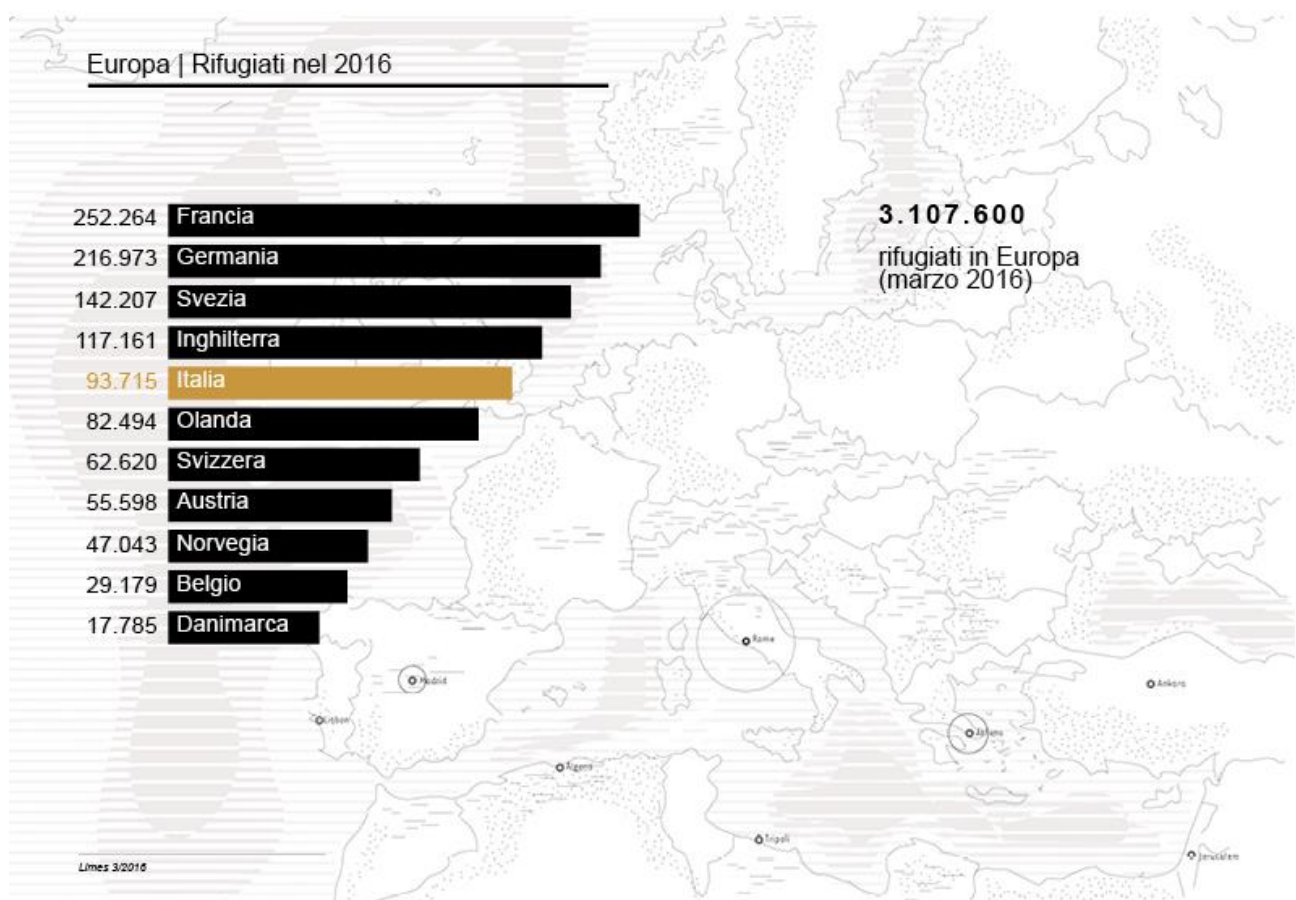 Europa | Rifugiati nel 2016
252.264 Francia
216.973 Germania
142.207 Svezia
117.161 Inghilterra
93.715 Italia
82.494 Olanda
62.620 Svizzera
55.598 Austria
47.043 Norvegia
29.179 Belgio
17.785 Danimarca
3.107.600
rifugiati in Europa
(marzo 2016)
Rome
Madrid
Ankara
Lisbon
Tripoli
Jerusalem
Limes 3/2016